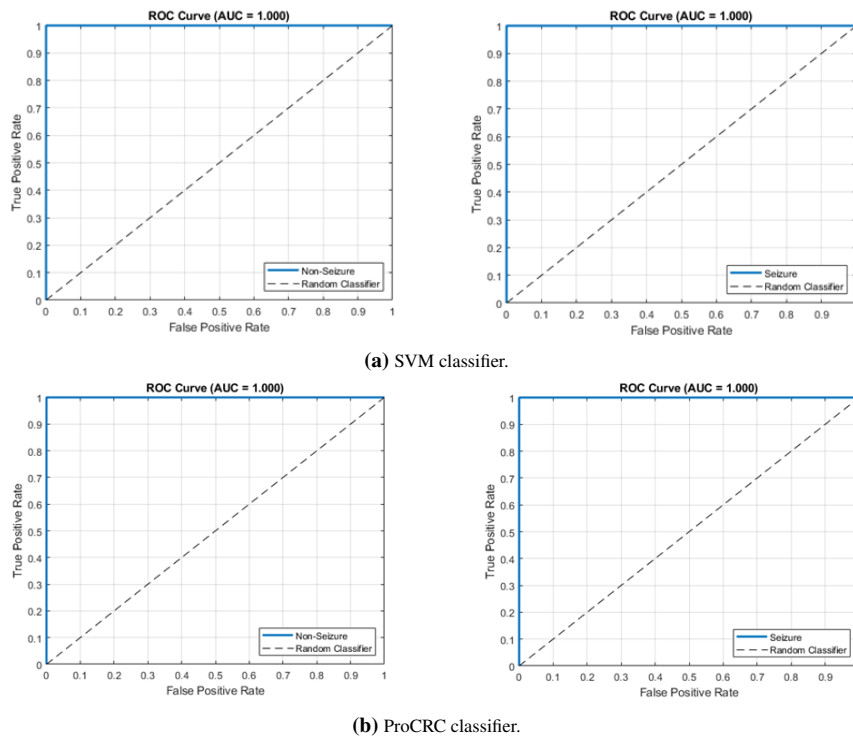 ROC Curve (AUC = 1.000)
True Positive Rate
1
0.9
0.8
0.7
0.6
0.5
0.4
0.3
0.2
0.1
0
Non-Seizure
Random Classifier
0 0.1 0.2 0.3 0.4 0.5 0.6 0.7 0.8 0.9 1
False Positive Rate
ROC Curve (AUC = 1.000)
True Positive Rate
1
0.9
0.8
0.7
0.6
0.5
0.4
0.3
0.2
0.1
0
Seizure
Random Classifier
0 0.1 0.2 0.3 0.4 0.5 0.6 0.7 0.8 0.9
False Positive Rate
(a) SVM classifier.
ROC Curve (AUC = 1.000)
True Positive Rate
1
0.9
0.8
0.7
0.6
0.5
0.4
0.3
0.2
0.1
0
Non-Seizure
Random Classifier
0 0.1 0.2 0.3 0.4 0.5 0.6 0.7 0.8 0.9 1
False Positive Rate
ROC Curve (AUC = 1.000)
True Positive Rate
1
0.9
0.8
0.7
0.6
0.5
0.4
0.3
0.2
0.1
0
Seizure
Random Classifier
0 0.1 0.2 0.3 0.4 0.5 0.6 0.7 0.8 0.9
False Positive Rate
(b) ProCRC classifier.